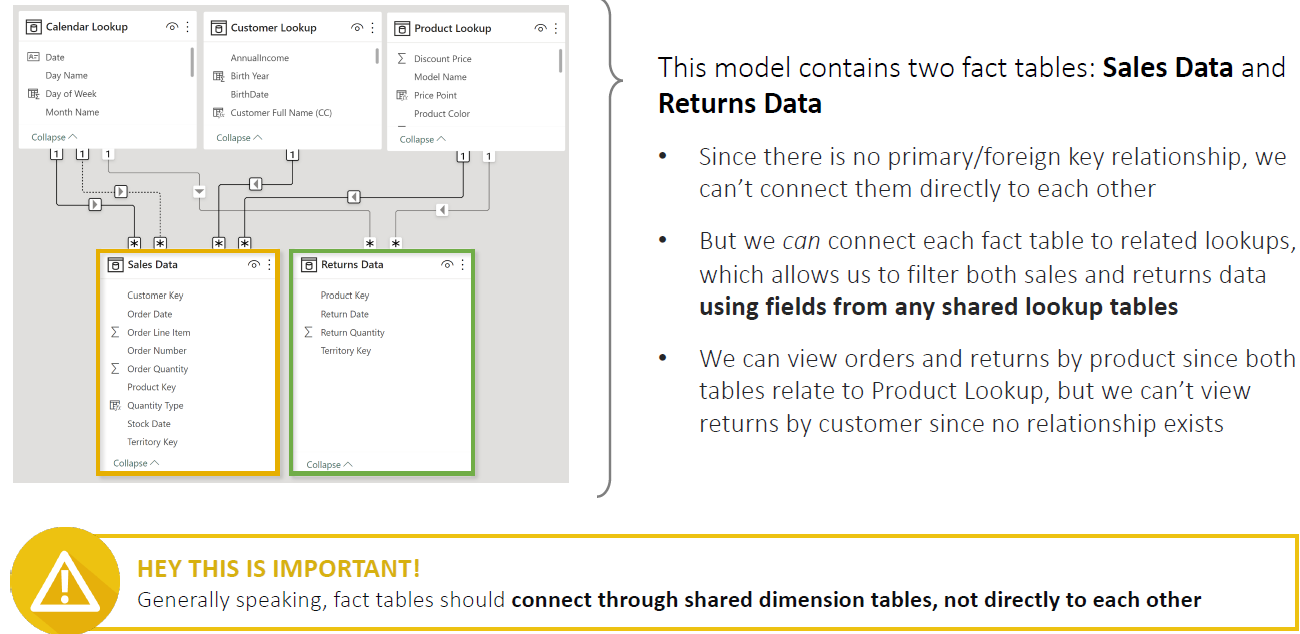 Calendar Lookup
Date
Day Name
Day of Week
Month Name
Collapse
Customer Lookup
AnnualIncome
Birth Year
BirthDate
Customer Full Name (CC)
Collapse
Product Lookup
Discount Price
Model Name
Price Point
Product Color
Collapse
1 1 1 1 1 1
* * * * * *
Sales Data
Customer Key
Order Date
Order Line Item
Order Number
Order Quantity
Product Key
Quantity Type
Stock Date
Territory Key
Collapse
Returns Data
Product Key
Return Date
Return Quantity
Territory Key
Collapse
This model contains two fact tables: Sales Data and
Returns Data
• Since there is no primary/foreign key relationship, we
can’t connect them directly to each other
• But we can connect each fact table to related lookups,
which allows us to filter both sales and returns data
using fields from any shared lookup tables
• We can view orders and returns by product since both
tables relate to Product Lookup, but we can’t view
returns by customer since no relationship exists
HEY THIS IS IMPORTANT!
Generally speaking, fact tables should connect through shared dimension tables, not directly to each other